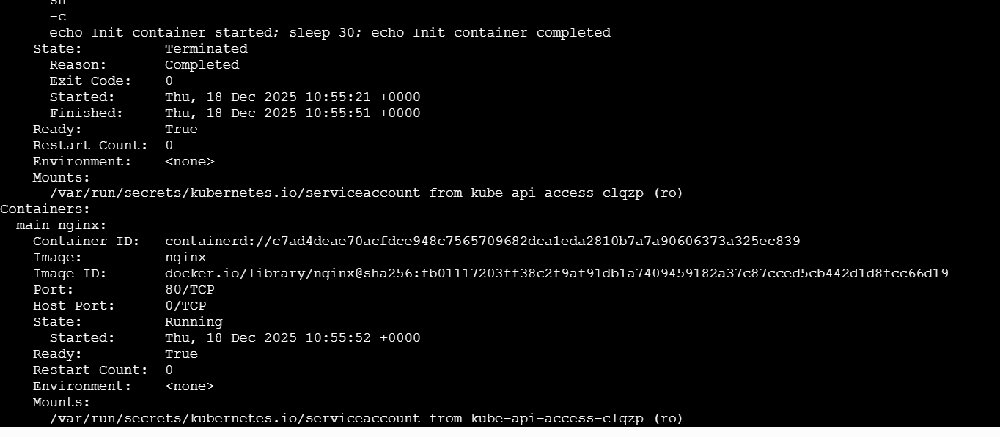 sh
-c
echo Init container started; sleep 30; echo Init container completed
State: Terminated
Reason: Completed
Exit Code: 0
Started: Thu, 18 Dec 2025 10:55:21 +0000
Finished: Thu, 18 Dec 2025 10:55:51 +0000
Ready: True
Restart Count: 0
Environment: <none>
Mounts:
/var/run/secrets/kubernetes.io/serviceaccount from kube-api-access-clqzp (ro)
Containers:
main-nginx:
Container ID: containerd://c7ad4deae70acfdce948c7565709682dca1eda2810b7a7a90606373a325ec839
Image: nginx
Image ID: docker.io/library/nginx@sha256:fb01117203ff38c2f9af91db1a7409459182a37c87cced5cb442d1d8fcc66d19
Port: 80/TCP
Host Port: 0/TCP
State: Running
Started: Thu, 18 Dec 2025 10:55:52 +0000
Ready: True
Restart Count: 0
Environment: <none>
Mounts:
/var/run/secrets/kubernetes.io/serviceaccount from kube-api-access-clqzp (ro)